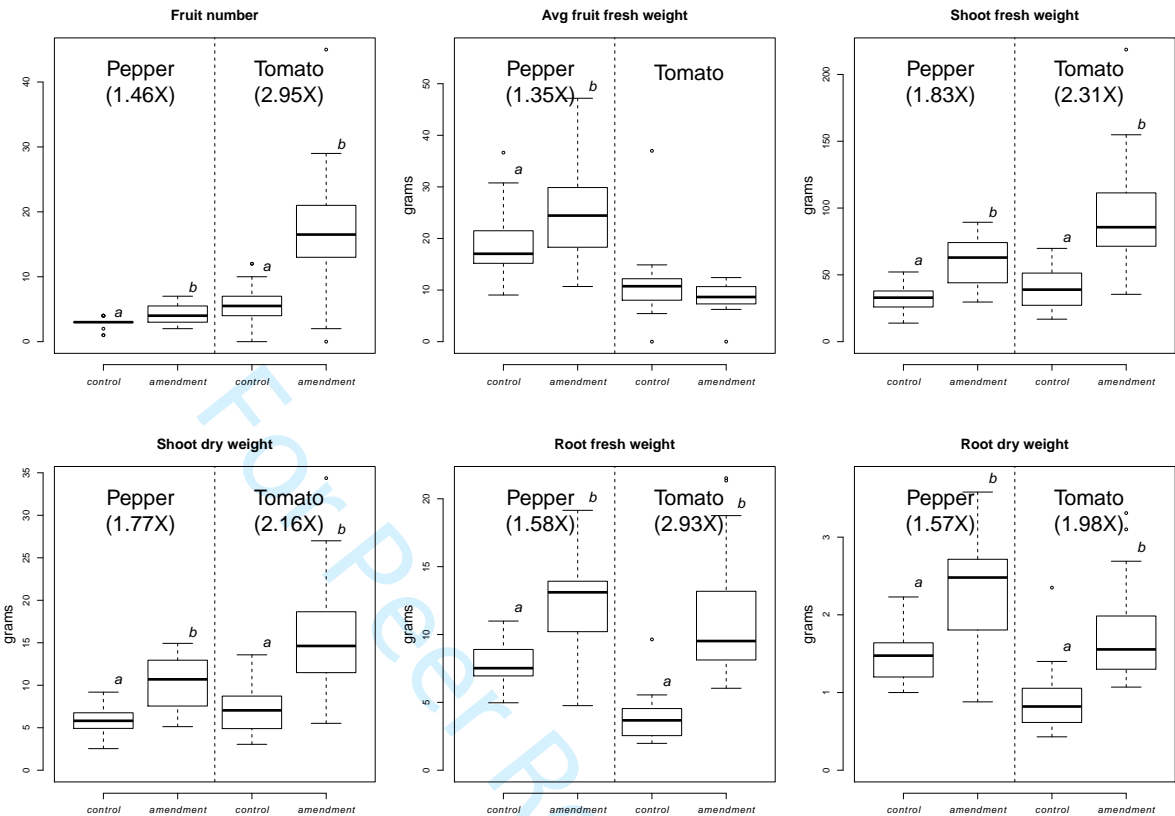 Fruit number
Pepper
(1.46X)
Tomato
(2.95X)
a
b
a
b
0
10
20
30
40
control
amendment
control
amendment
Avg fruit fresh weight
Pepper
(1.35X)
Tomato
a
b
grams
0
10
20
30
40
50
control
amendment
control
amendment
Shoot fresh weight
Pepper
(1.83X)
Tomato
(2.31X)
a
b
a
b
grams
0
50
100
150
200
control
amendment
control
amendment
Shoot dry weight
Pepper
(1.77X)
Tomato
(2.16X)
a
b
a
b
grams
0
5
10
15
20
25
30
35
control
amendment
control
amendment
Root fresh weight
Pepper
(1.58X)
Tomato
(2.93X)
a
b
a
b
grams
0
5
10
15
20
control
amendment
control
amendment
Root dry weight
Pepper
(1.57X)
Tomato
(1.98X)
a
b
a
b
grams
0
1
2
3
control
amendment
control
amendment
For Peer Re